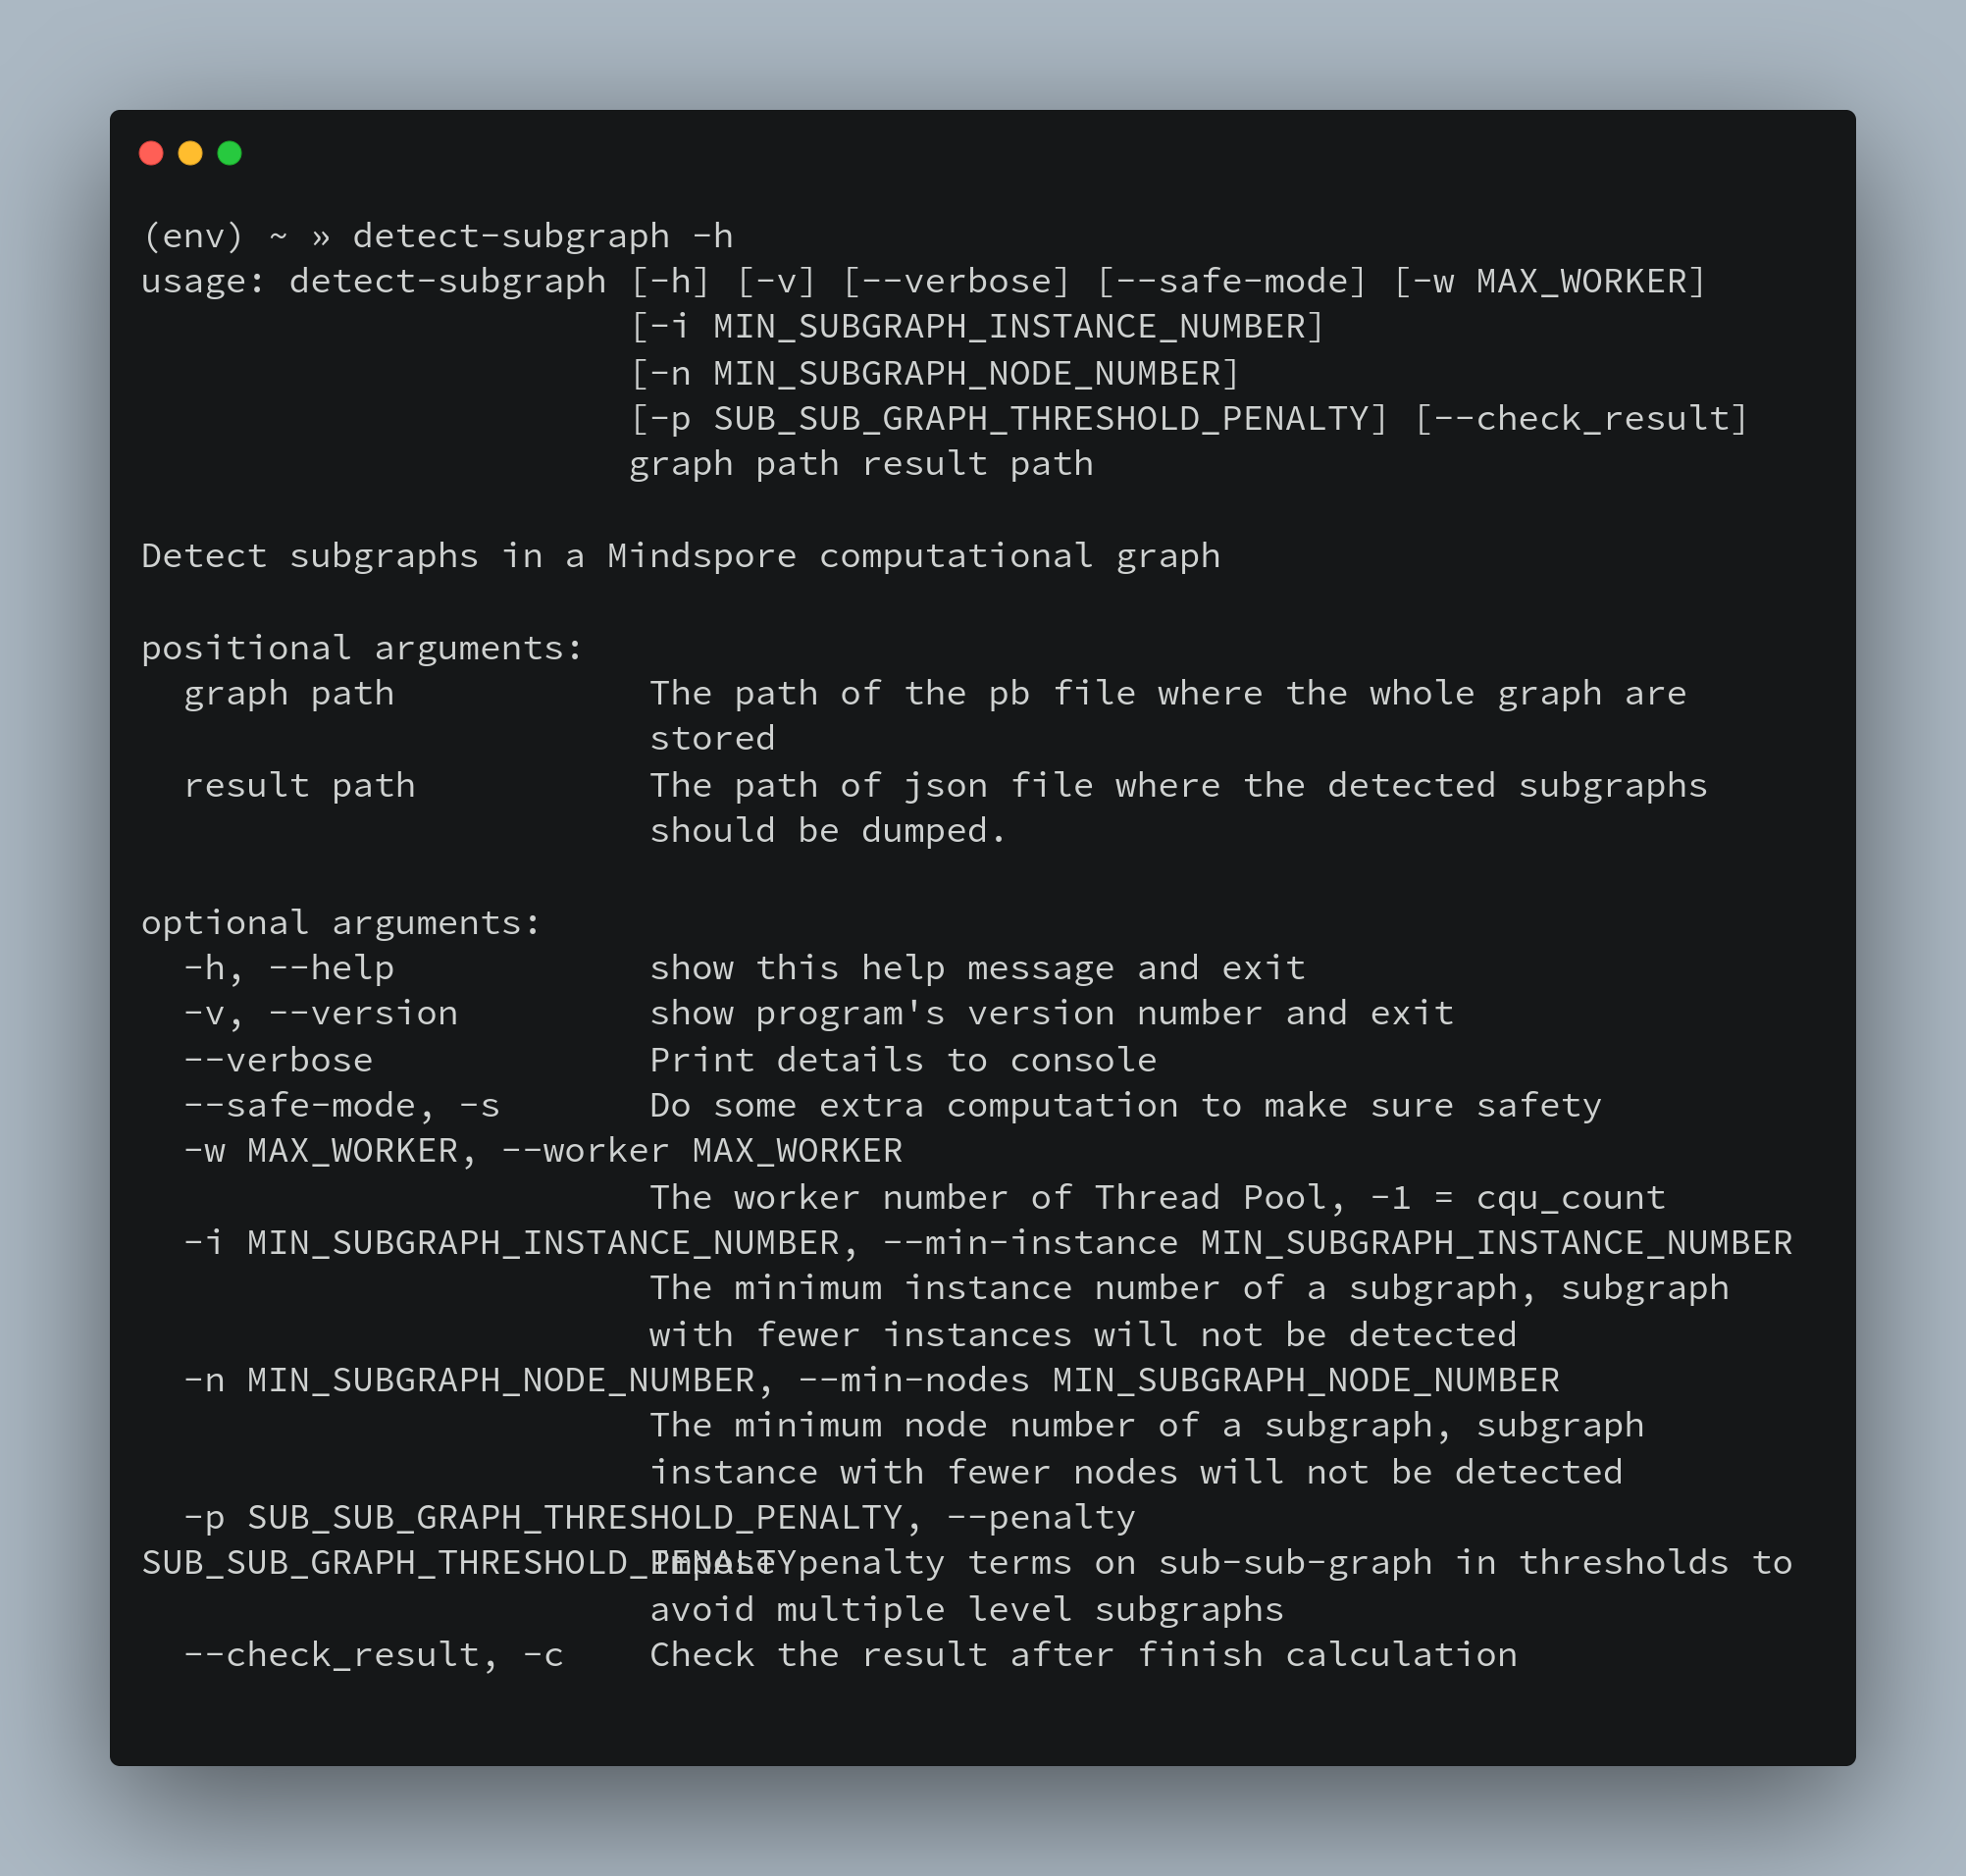 (env) ~ » detect-subgraph -h
usage: detect-subgraph [-h] [-v] [--verbose] [--safe-mode] [-w MAX_WORKER]
[-i MIN_SUBGRAPH_INSTANCE_NUMBER]
[-n MIN_SUBGRAPH_NODE_NUMBER]
[-p SUB_SUB_GRAPH_THRESHOLD_PENALTY] [--check_result]
graph path result path
Detect subgraphs in a Mindspore computational graph
positional arguments:
graph path The path of the pb file where the whole graph are
stored
result path The path of json file where the detected subgraphs
should be dumped.
optional arguments:
-h, --help show this help message and exit
-v, --version show program's version number and exit
--verbose Print details to console
--safe-mode, -s Do some extra computation to make sure safety
-w MAX_WORKER, --worker MAX_WORKER
The worker number of Thread Pool, -1 = cqu_count
-i MIN_SUBGRAPH_INSTANCE_NUMBER, --min-instance MIN_SUBGRAPH_INSTANCE_NUMBER
The minimum instance number of a subgraph, subgraph
with fewer instances will not be detected
-n MIN_SUBGRAPH_NODE_NUMBER, --min-nodes MIN_SUBGRAPH_NODE_NUMBER
The minimum node number of a subgraph, subgraph
instance with fewer nodes will not be detected
-p SUB_SUB_GRAPH_THRESHOLD_PENALTY, --penalty
SUB_SUB_GRAPH_THRESHOLD_PENALTY Impose penalty terms on sub-sub-graph in thresholds to
avoid multiple level subgraphs
--check_result, -c Check the result after finish calculation